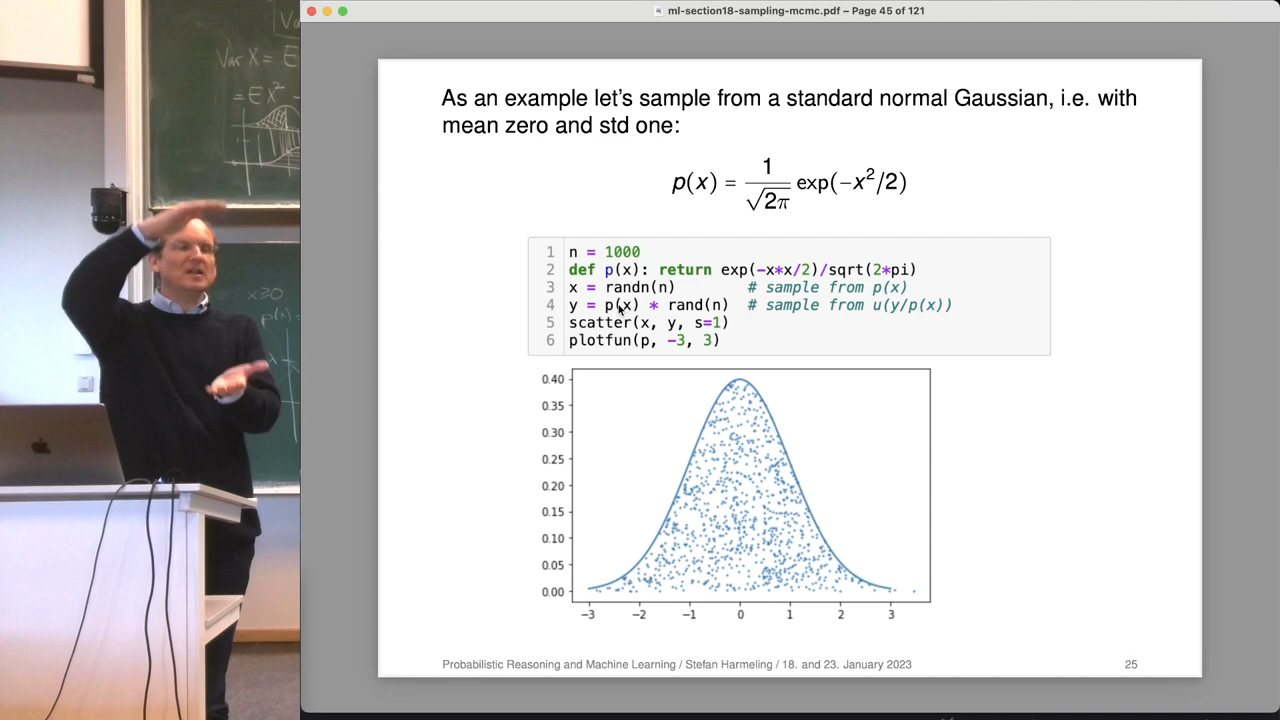 ml-section18-sampling-mcmc.pdf – Page 45 of 121
Var X = E
= E X² -
x≥0
p(x)
As an example let's sample from a standard normal Gaussian, i.e. with
mean zero and std one:
p(x) = 1/√2π exp(−x²/2)
1 n = 1000
2 def p(x): return exp(-x*x/2)/sqrt(2*pi)
3 x = randn(n) # sample from p(x)
4 y = p(x) * rand(n) # sample from u(y/p(x))
5 scatter(x, y, s=1)
6 plotfun(p, -3, 3)
0.40
0.35
0.30
0.25
0.20
0.15
0.10
0.05
0.00
−3 −2 −1 0 1 2 3
Probabilistic Reasoning and Machine Learning / Stefan Harmeling / 18. and 23. January 2023 25